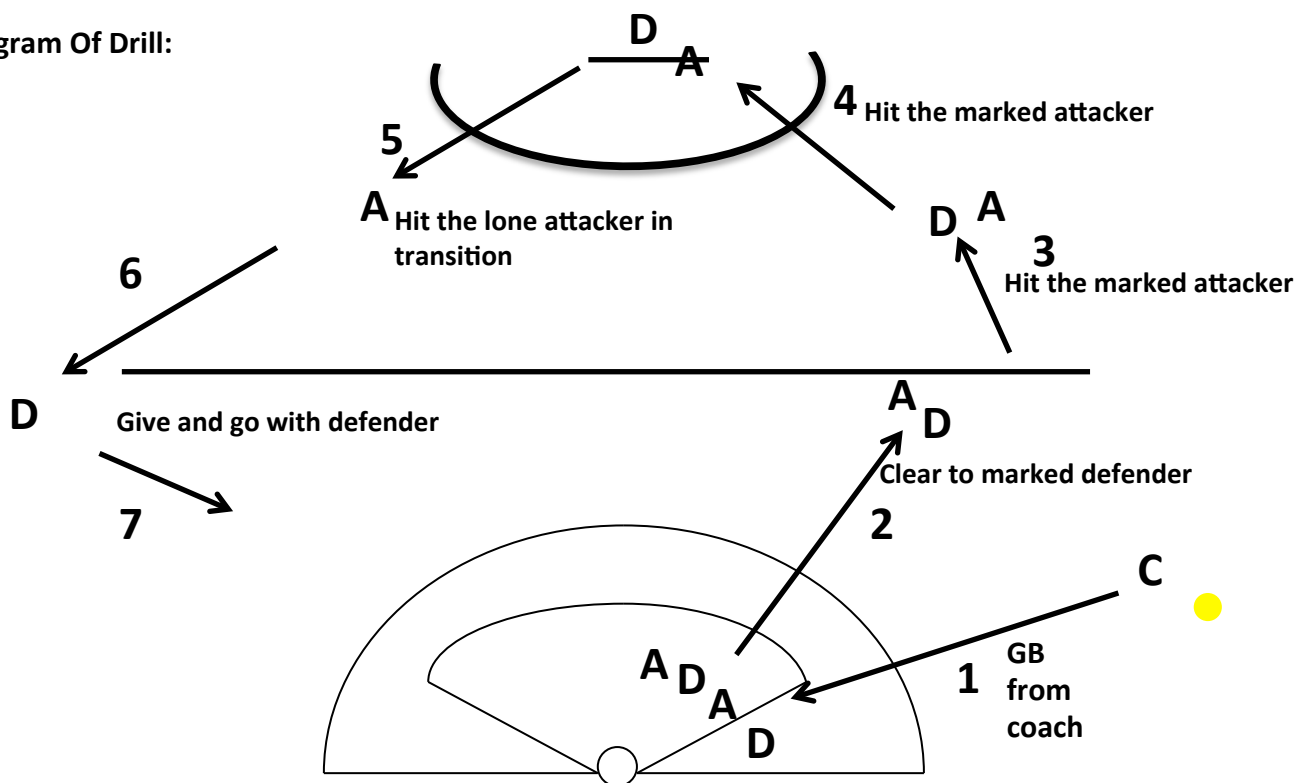 gram Of Drill:
D
A
4 Hit the marked attacker
5
A Hit the lone attacker in
transition
D A
3
Hit the marked attacker
6
D
Give and go with defender
A
D
Clear to marked defender
7
2
C
A D
A
D
1
GB
from
coach